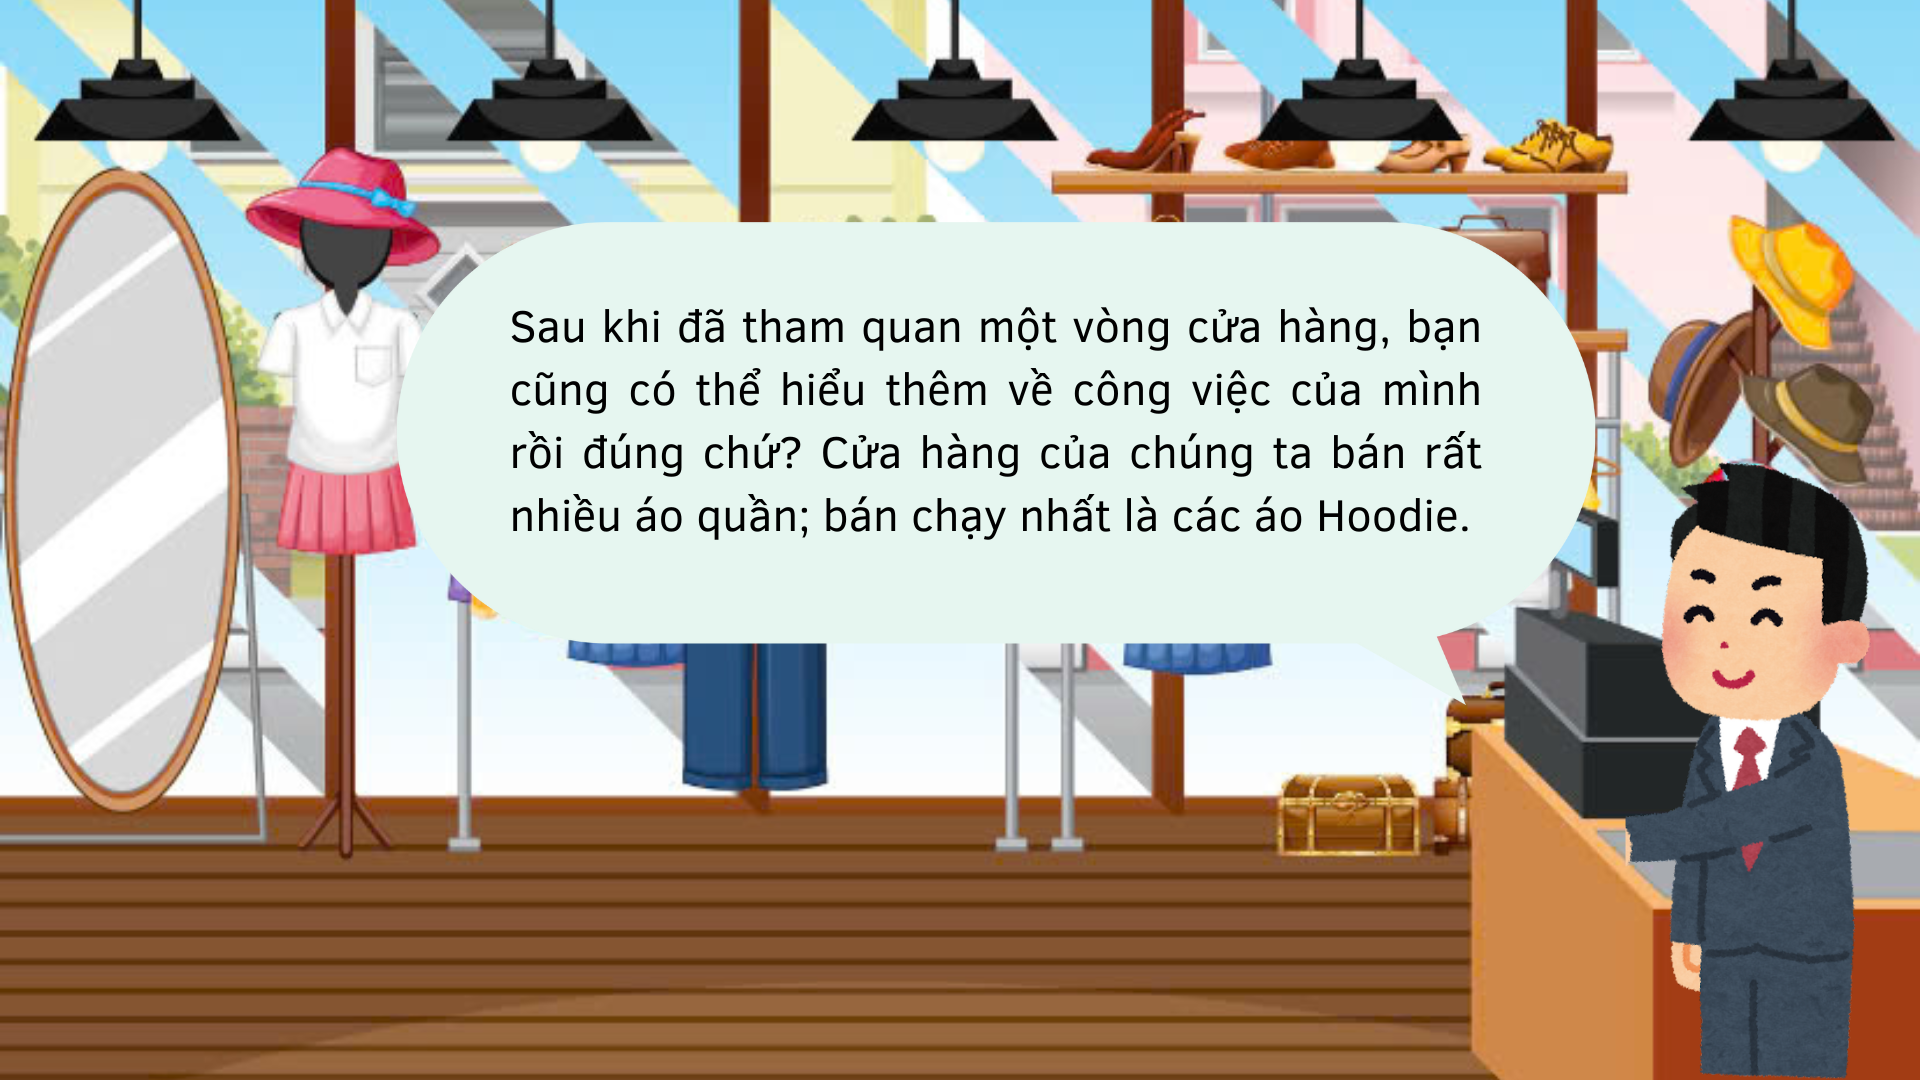 Sau khi đã tham quan một vòng cửa hàng, bạn
cũng có thể hiểu thêm về công việc của mình
rồi đúng chứ? Cửa hàng của chúng ta bán rất
nhiều áo quần; bán chạy nhất là các áo Hoodie.